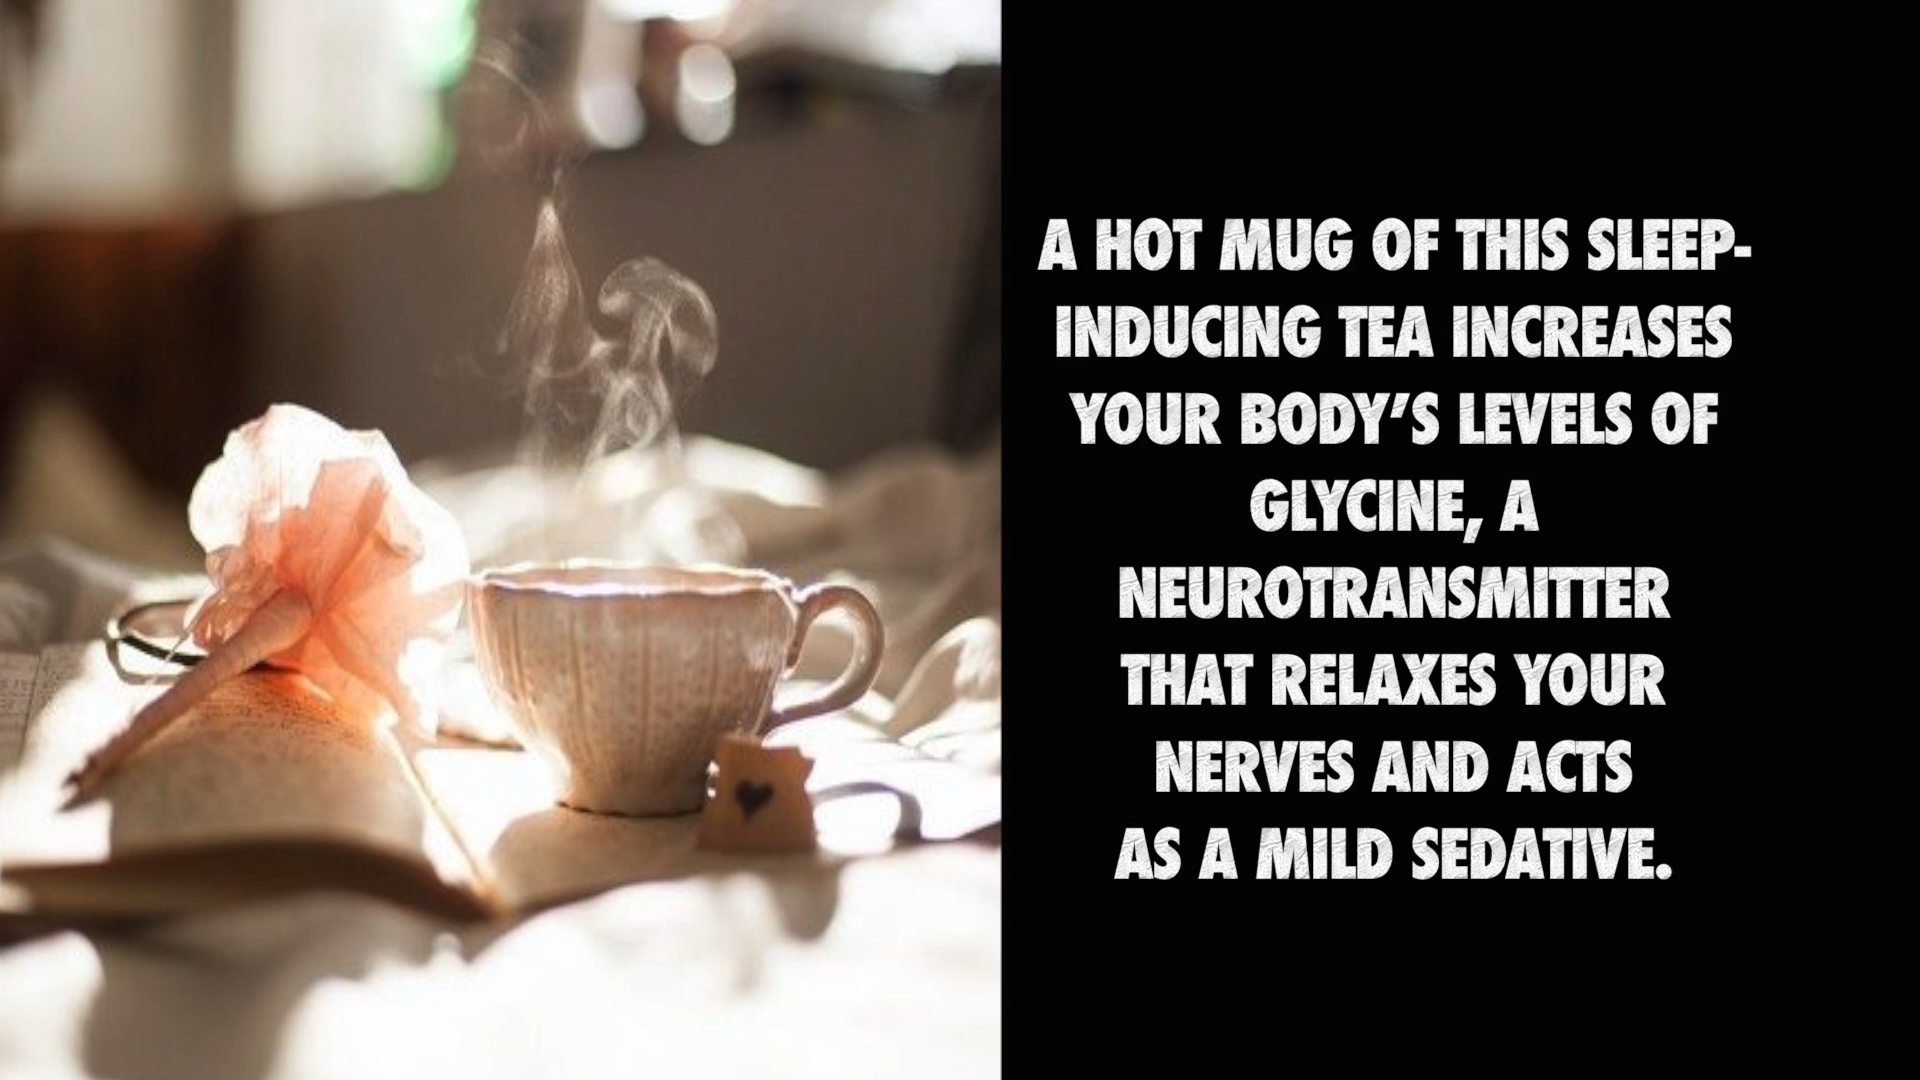 A HOT MUG OF THIS SLEEP-
INDUCING TEA INCREASES
YOUR BODY’S LEVELS OF
GLYCINE, A
NEUROTRANSMITTER
THAT RELAXES YOUR
NERVES AND ACTS
AS A MILD SEDATIVE.